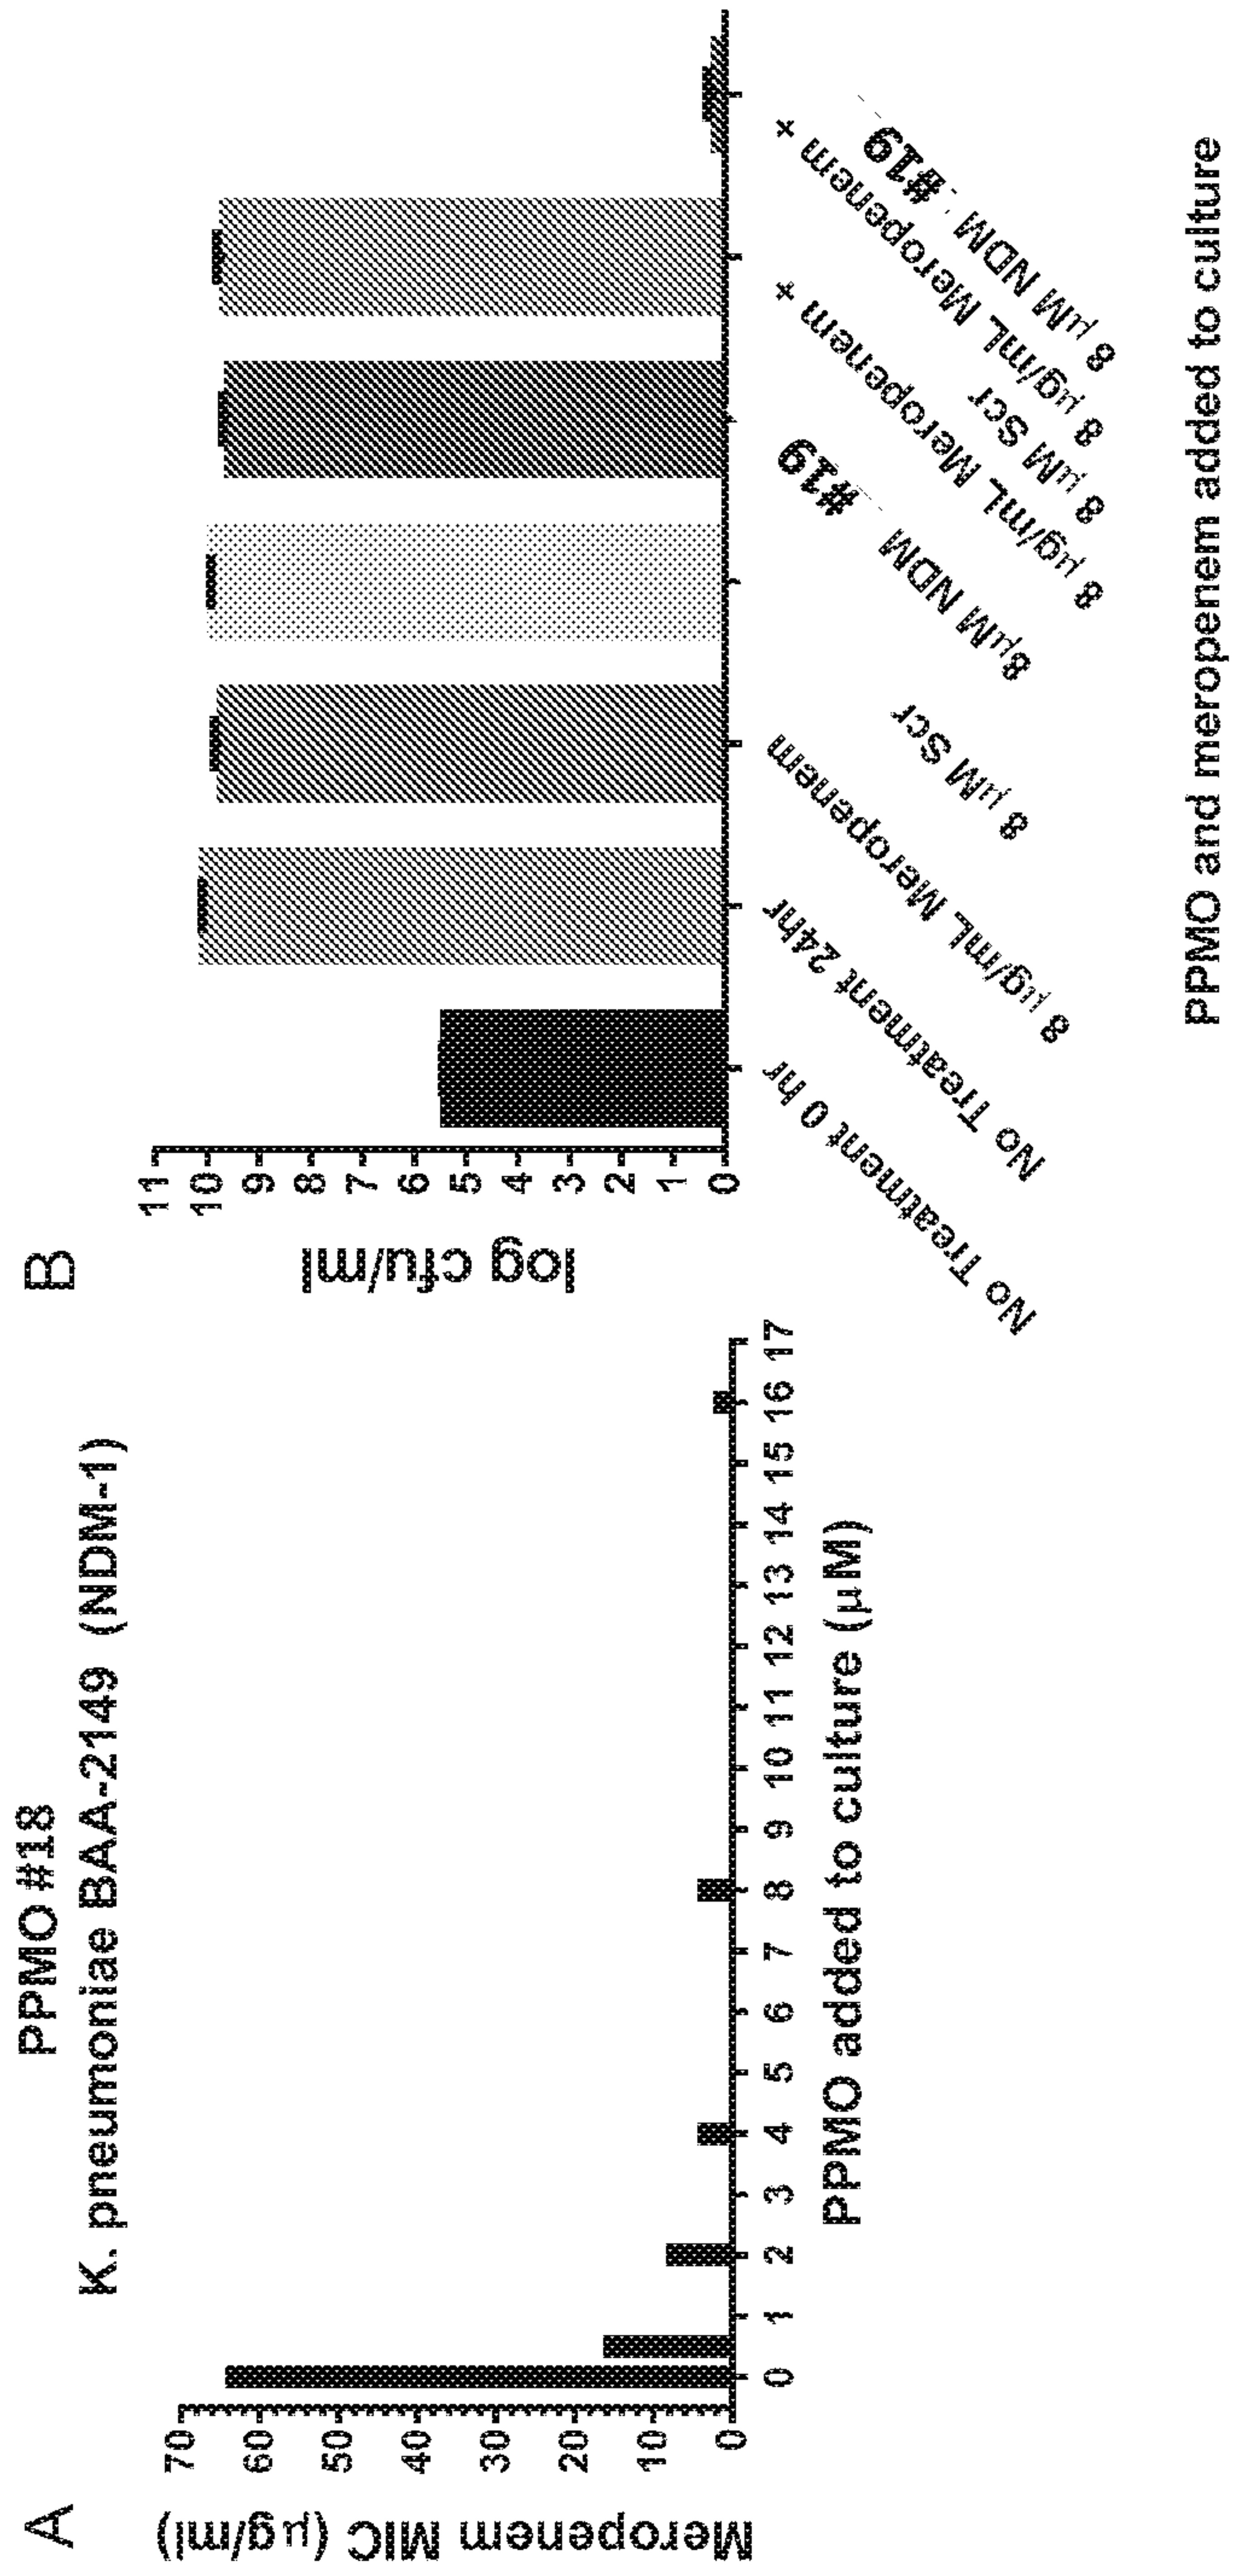 A
PPMO #18
K. pneumoniae BAA-2149 (NDM-1)
Meropenem MIC (µg/ml)
70
60
50
40
30
20
10
0
0 1 2 3 4 5 6 7 8 9 10 11 12 13 14 15 16 17
PPMO added to culture (µM)
B
log cfu/ml
11
10
9
8
7
6
5
4
3
2
1
0
No Treatment 0 hr
No Treatment 24hr
8 µg/mL Meropenem
8 µM Scr
8µM NDM #19
8 µg/mL Meropenem +
8 µM Scr
8 µg/mL Meropenem +
8 µM NDM #19
PPMO and meropenem added to culture